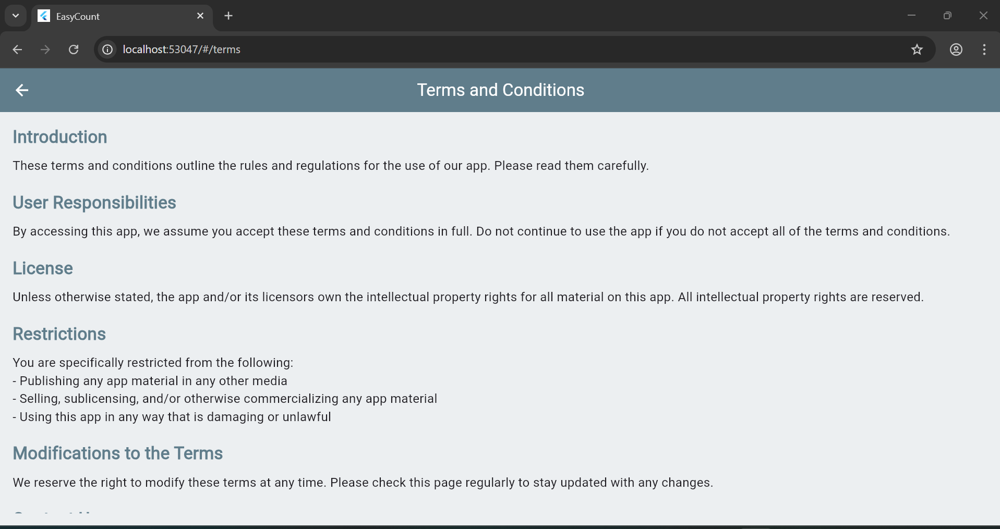 EasyCount
localhost:53047/#/terms
Terms and Conditions
Introduction
These terms and conditions outline the rules and regulations for the use of our app. Please read them carefully.
User Responsibilities
By accessing this app, we assume you accept these terms and conditions in full. Do not continue to use the app if you do not accept all of the terms and conditions.
License
Unless otherwise stated, the app and/or its licensors own the intellectual property rights for all material on this app. All intellectual property rights are reserved.
Restrictions
You are specifically restricted from the following:
- Publishing any app material in any other media
- Selling, sublicensing, and/or otherwise commercializing any app material
- Using this app in any way that is damaging or unlawful
Modifications to the Terms
We reserve the right to modify these terms at any time. Please check this page regularly to stay updated with any changes.